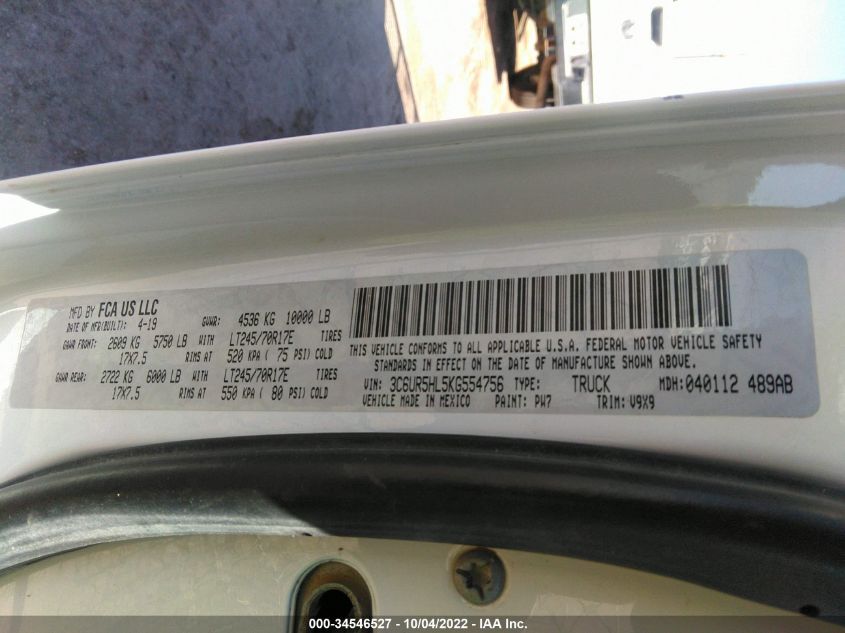 MFD BY FCA US LLC
DATE OF MFR(BUILT): 4-19 GVWR: 4536 KG 10000 LB
GAWR FRONT: 2609 KG 5750 LB WITH LT245/70R17E TIRES
17X7.5 RIMS AT 520 KPA ( 75 PSI) COLD
GAWR REAR: 2722 KG 6000 LB WITH LT245/70R17E TIRES
17X7.5 RIMS AT 550 KPA ( 80 PSI) COLD
THIS VEHICLE CONFORMS TO ALL APPLICABLE U.S.A. FEDERAL MOTOR VEHICLE SAFETY
STANDARDS IN EFFECT ON THE DATE OF MANUFACTURE SHOWN ABOVE.
VIN: 3C6UR5HL5KG554756 TYPE: TRUCK MDH:040112 489AB
VEHICLE MADE IN MEXICO PAINT: PW7 TRIM: V9X9
000-34546527 - 10/04/2022 - IAA Inc.